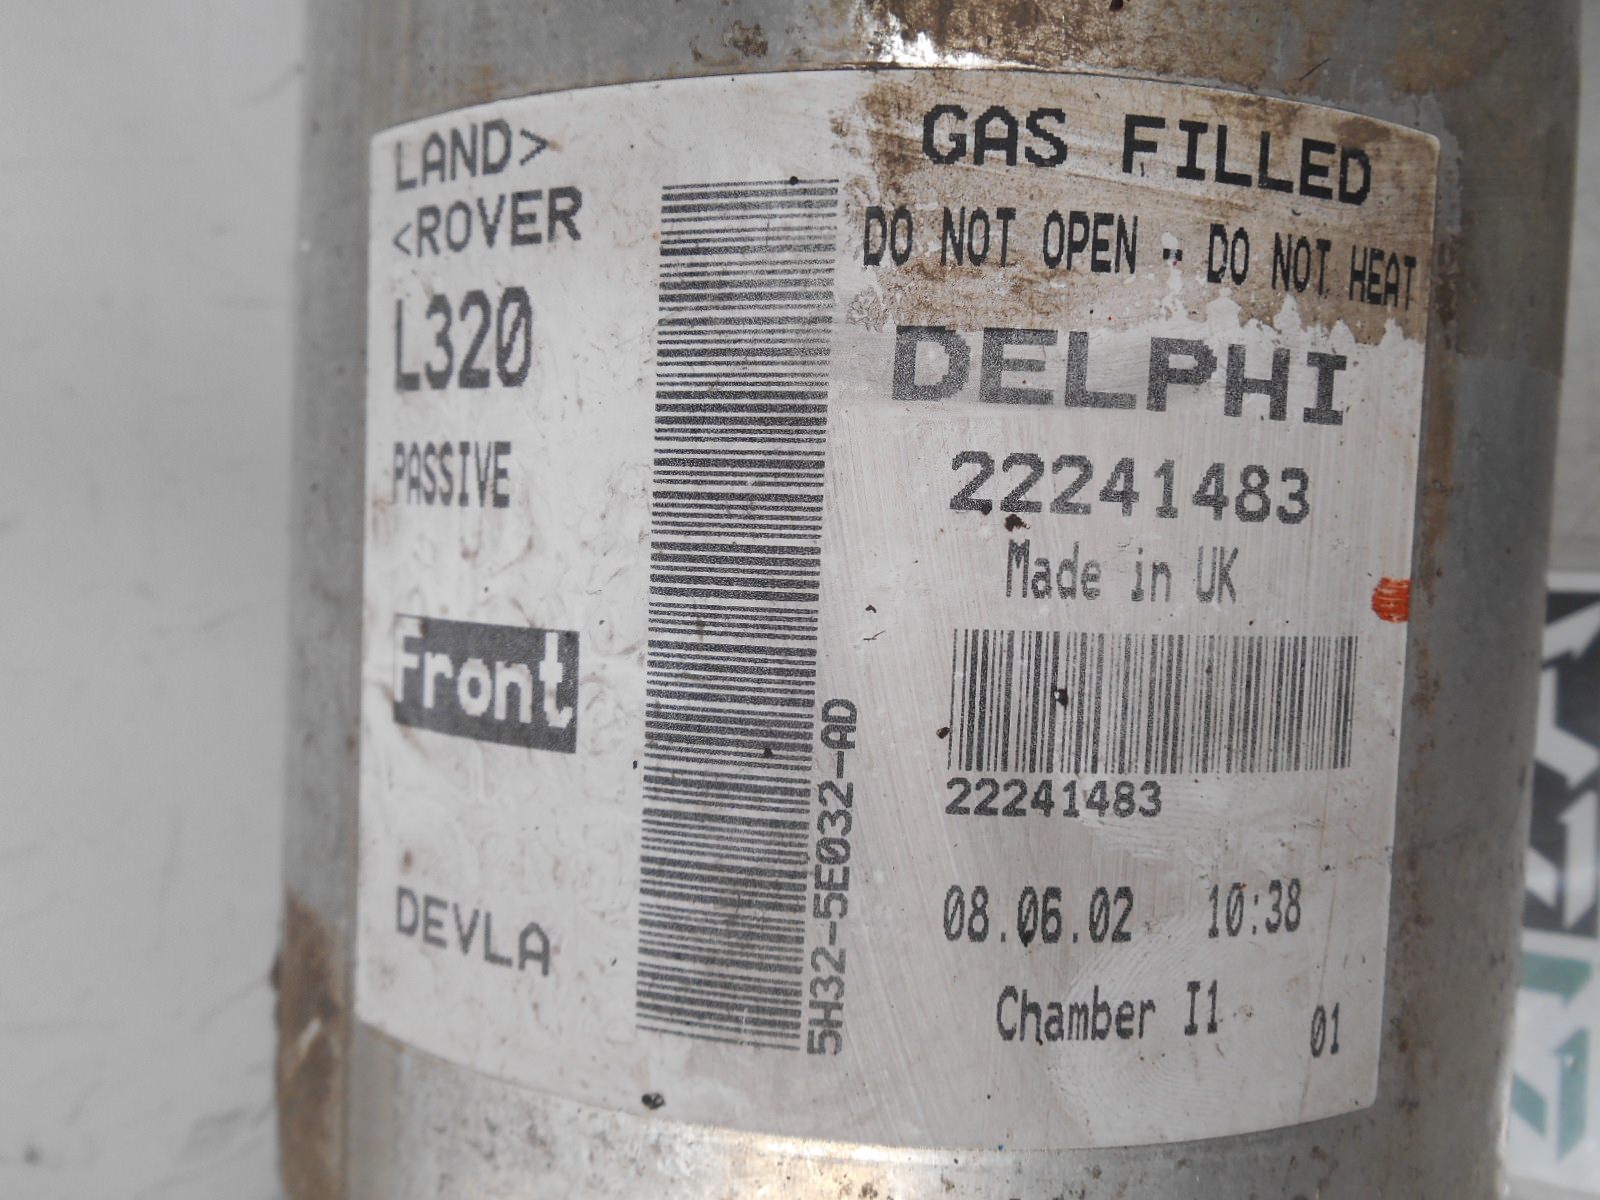 LAND>
<ROVER
L320
PASSIVE
Front
DEVLA
5H32-5E032-AD
GAS FILLED
DO NOT OPEN - DO NOT HEAT
DELPHI
22241483
Made in UK
22241483
08.06.02 10:38
Chamber I1 01